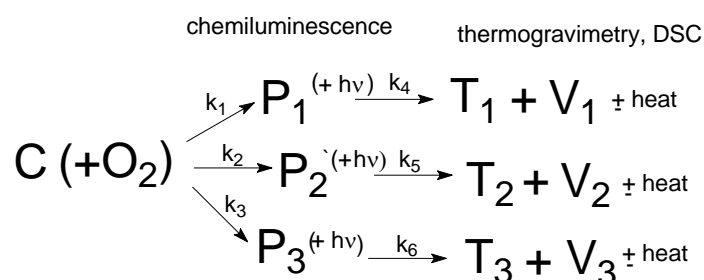 chemiluminescence
thermogravimetry, DSC
k₁ P₁ (+ hν) k₄ T₁ + V₁ ± heat
C (+O₂) k₂ P₂ `(+hν) k₅ T₂ + V₂ ± heat
k₃ P₃ (+ hν) k₆ T₃ + V₃ ± heat